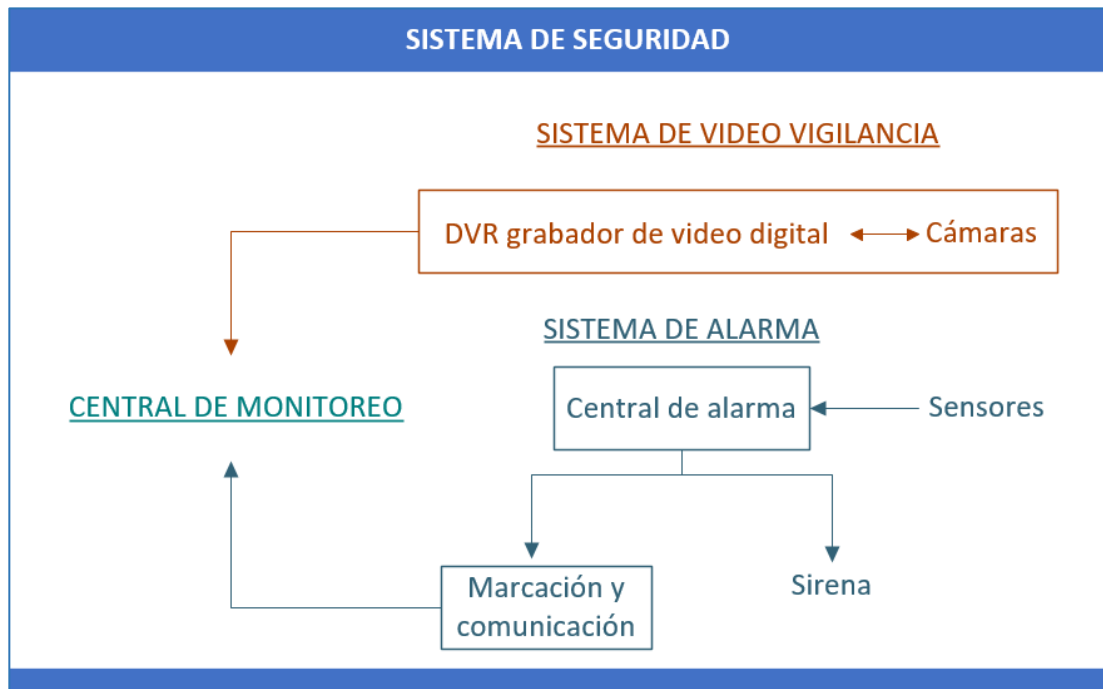 SISTEMA DE SEGURIDAD
SISTEMA DE VIDEO VIGILANCIA
DVR grabador de video digital
Cámaras
SISTEMA DE ALARMA
CENTRAL DE MONITOREO
Central de alarma
Sensores
Marcación y
comunicación
Sirena